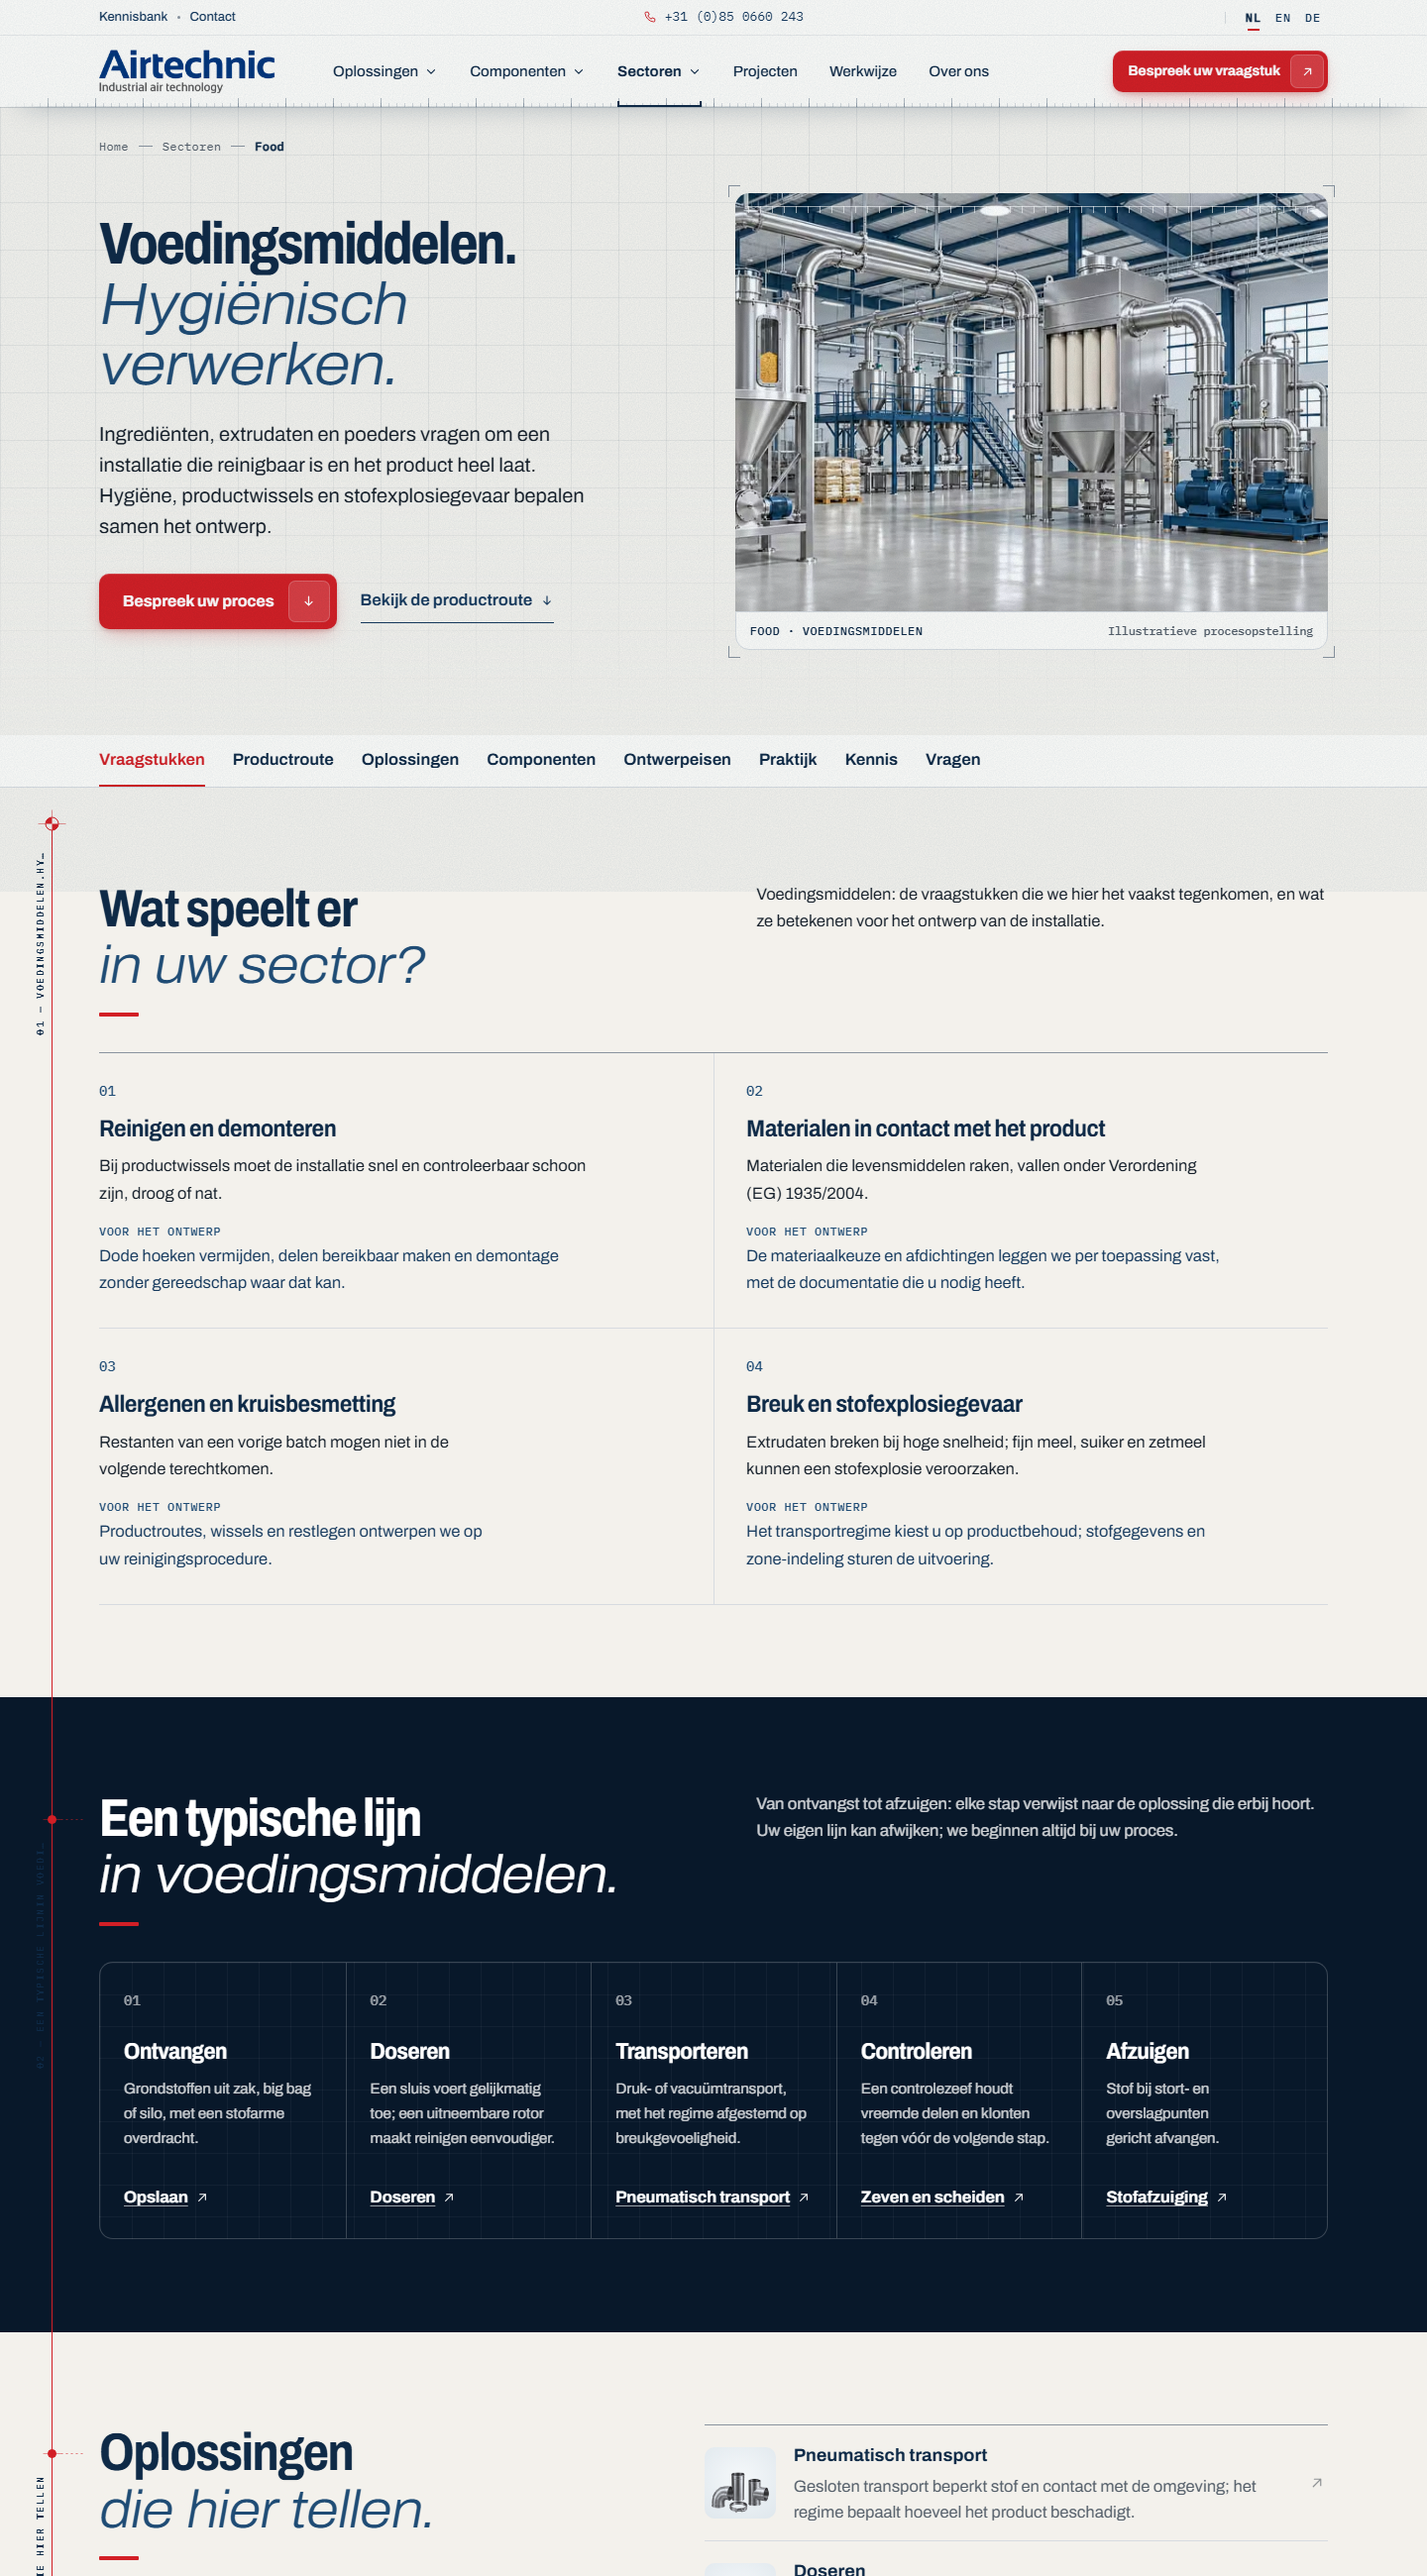 Kennisbank • Contact
+31 (0)85 0660 243
NL EN DE
Airtechnic
Industrial air technology
Oplossingen
Componenten
Sectoren
Projecten
Werkwijze
Over ons
Bespreek uw vraagstuk
Home — Sectoren — Food
Voedingsmiddelen.
Hygiënisch
verwerken.
Ingrediënten, extrudaten en poeders vragen om een
installatie die reinigbaar is en het product heel laat.
Hygiëne, productwissels en stofexplosiegevaar bepalen
samen het ontwerp.
Bespreek uw proces
Bekijk de productroute
FOOD · VOEDINGSMIDDELEN
Illustratieve procesopstelling
Vraagstukken
Productroute
Oplossingen
Componenten
Ontwerpeisen
Praktijk
Kennis
Vragen
01 — VOEDINGSMIDDELEN.HY…
Wat speelt er
in uw sector?
Voedingsmiddelen: de vraagstukken die we hier het vaakst tegenkomen, en wat
ze betekenen voor het ontwerp van de installatie.
01
Reinigen en demonteren
Bij productwissels moet de installatie snel en controleerbaar schoon
zijn, droog of nat.
VOOR HET ONTWERP
Dode hoeken vermijden, delen bereikbaar maken en demontage
zonder gereedschap waar dat kan.
02
Materialen in contact met het product
Materialen die levensmiddelen raken, vallen onder Verordening
(EG) 1935/2004.
VOOR HET ONTWERP
De materiaalkeuze en afdichtingen leggen we per toepassing vast,
met de documentatie die u nodig heeft.
03
Allergenen en kruisbesmetting
Restanten van een vorige batch mogen niet in de
volgende terechtkomen.
VOOR HET ONTWERP
Productroutes, wissels en restlegen ontwerpen we op
uw reinigingsprocedure.
04
Breuk en stofexplosiegevaar
Extrudaten breken bij hoge snelheid; fijn meel, suiker en zetmeel
kunnen een stofexplosie veroorzaken.
VOOR HET ONTWERP
Het transportregime kiest u op productbehoud; stofgegevens en
zone-indeling sturen de uitvoering.
Een typische lijn
in voedingsmiddelen.
Van ontvangst tot afzuigen: elke stap verwijst naar de oplossing die erbij hoort.
Uw eigen lijn kan afwijken; we beginnen altijd bij uw proces.
02 — EEN TYPISCHE LIJNIN VOEDI…
01
Ontvangen
Grondstoffen uit zak, big bag
of silo, met een stofarme
overdracht.
Opslaan
02
Doseren
Een sluis voert gelijkmatig
toe; een uitneembare rotor
maakt reinigen eenvoudiger.
Doseren
03
Transporteren
Druk- of vacuümtransport,
met het regime afgestemd op
breukgevoeligheid.
Pneumatisch transport
04
Controleren
Een controlezeef houdt
vreemde delen en klonten
tegen vóór de volgende stap.
Zeven en scheiden
05
Afzuigen
Stof bij stort- en
overslagpunten
gericht afvangen.
Stofafzuiging
Oplossingen
die hier tellen.
HIER TELLEN
Pneumatisch transport
Gesloten transport beperkt stof en contact met de omgeving; het
regime bepaalt hoeveel het product beschadigt.
Doseren